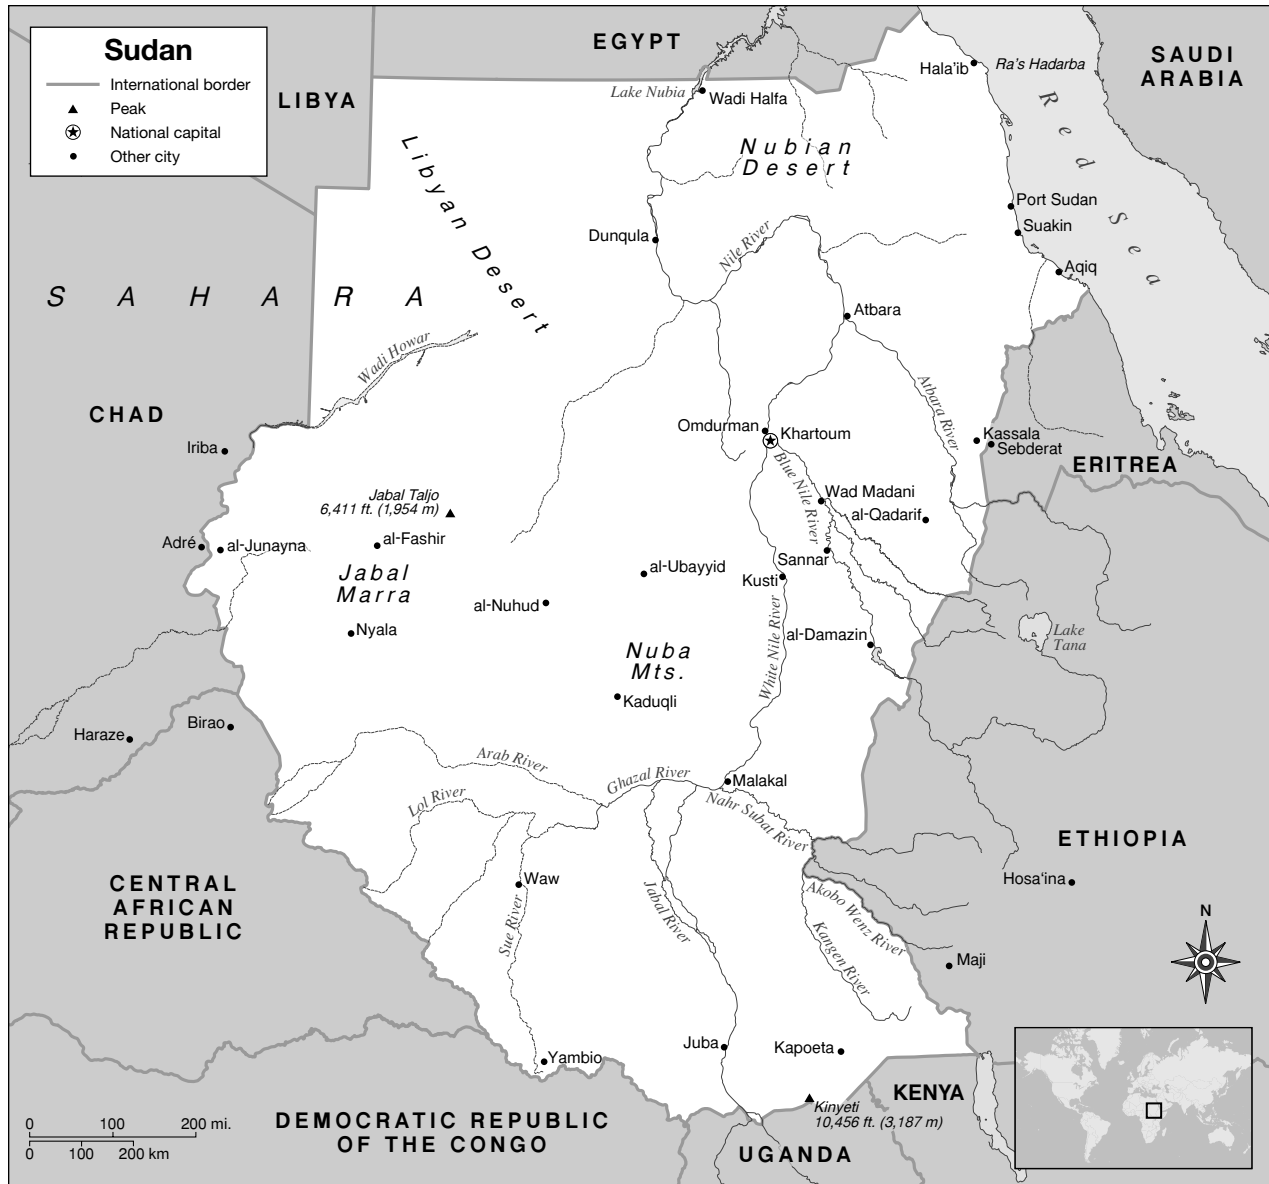 Sudan
International border
Peak
National capital
Other city
EGYPT
SAUDI
ARABIA
LIBYA
Hala'ib
Ra's Hadarba
Lake Nubia
Wadi Halfa
Red Sea
Libyan Desert
Nubian
Desert
Port Sudan
Suakin
Dunqula
Nile River
Aqiq
SAHARA
Atbara
Wadi Howar
Atbara River
CHAD
Omdurman
Khartoum
Kassala
Sebderat
Iriba
ERITREA
Blue Nile River
Jabal Taljo
6,411 ft. (1,954 m)
Wad Madani
al-Qadarif
Adré
al-Junayna
al-Fashir
Sannar
Jabal
Marra
al-Ubayyid
Kusti
al-Nuhud
White Nile River
Nyala
al-Damazin
Lake
Tana
Nuba
Mts.
Kaduqli
Birao
Haraze
Arab River
Ghazal River
Malakal
Lol River
Nahr Subat River
ETHIOPIA
CENTRAL
AFRICAN
REPUBLIC
Waw
Hosa‘ina
Akobo Wenz River
Sue River
Jabal River
Kangen River
N
Maji
Juba
Kapoeta
Yambio
KENYA
Kinyeti
10,456 ft. (3,187 m)
DEMOCRATIC REPUBLIC
OF THE CONGO
UGANDA
0 100 200 mi.
0 100 200 km